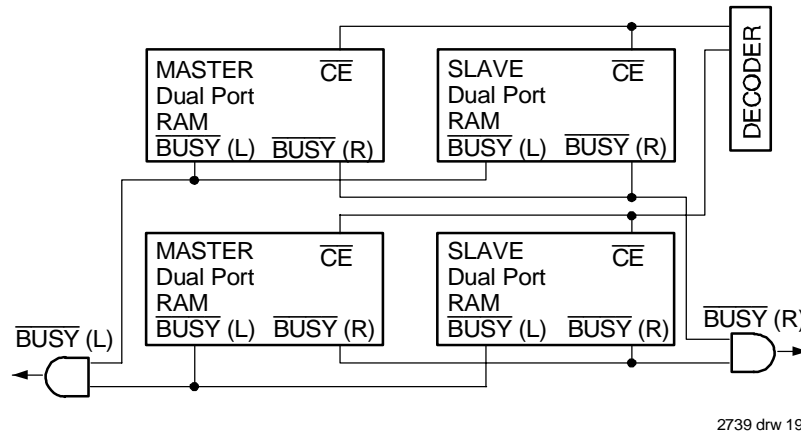 MASTER
Dual Port
RAM
BUSY (L)
CE
BUSY (R)
SLAVE
Dual Port
RAM
BUSY (L)
CE
BUSY (R)
DECODER
MASTER
Dual Port
RAM
BUSY (L)
CE
BUSY (R)
SLAVE
Dual Port
RAM
BUSY (L)
CE
BUSY (R)
BUSY (L)
BUSY (R)
2739 drw 19